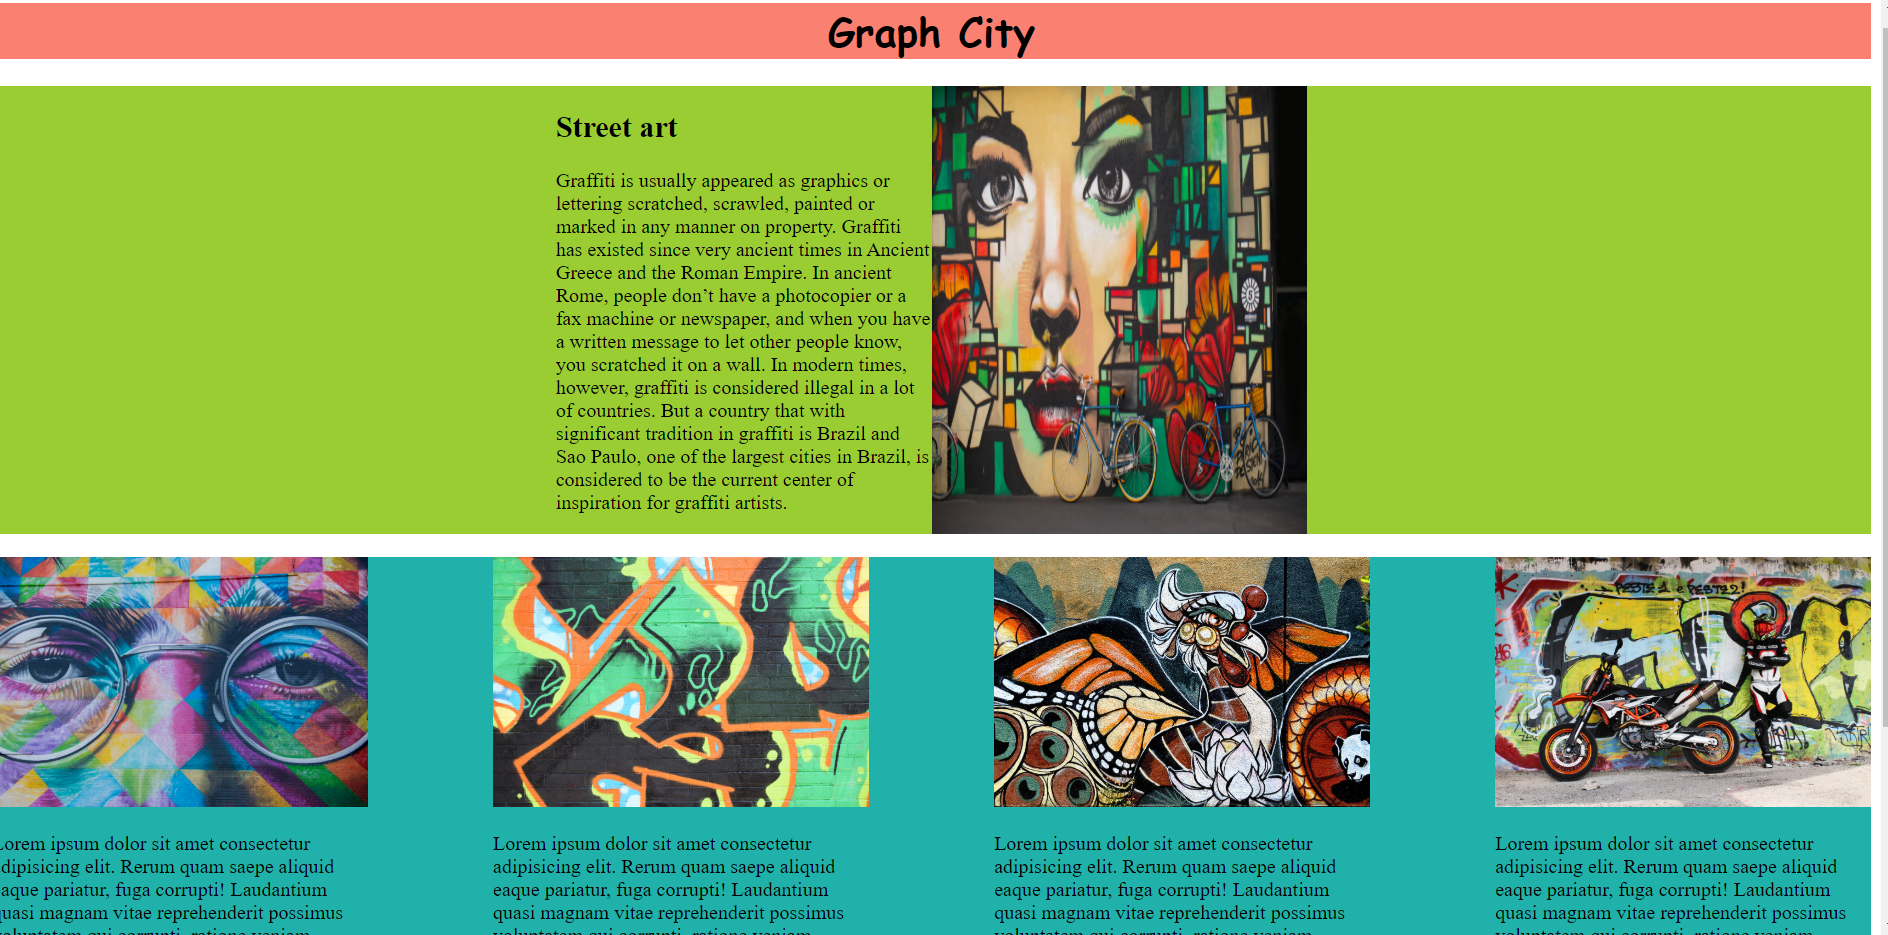 Graph City
Street art
Graffiti is usually appeared as graphics or
lettering scratched, scrawled, painted or
marked in any manner on property. Graffiti
has existed since very ancient times in Ancient
Greece and the Roman Empire. In ancient
Rome, people don’t have a photocopier or a
fax machine or newspaper, and when you have
a written message to let other people know,
you scratched it on a wall. In modern times,
however, graffiti is considered illegal in a lot
of countries. But a country that with
significant tradition in graffiti is Brazil and
Sao Paulo, one of the largest cities in Brazil, is
considered to be the current center of
inspiration for graffiti artists.
Lorem ipsum dolor sit amet consectetur
adipisicing elit. Rerum quam saepe aliquid
eaque pariatur, fuga corrupti! Laudantium
quasi magnam vitae reprehenderit possimus
Lorem ipsum dolor sit amet consectetur
adipisicing elit. Rerum quam saepe aliquid
eaque pariatur, fuga corrupti! Laudantium
quasi magnam vitae reprehenderit possimus
Lorem ipsum dolor sit amet consectetur
adipisicing elit. Rerum quam saepe aliquid
eaque pariatur, fuga corrupti! Laudantium
quasi magnam vitae reprehenderit possimus
Lorem ipsum dolor sit amet consectetur
adipisicing elit. Rerum quam saepe aliquid
eaque pariatur, fuga corrupti! Laudantium
quasi magnam vitae reprehenderit possimus